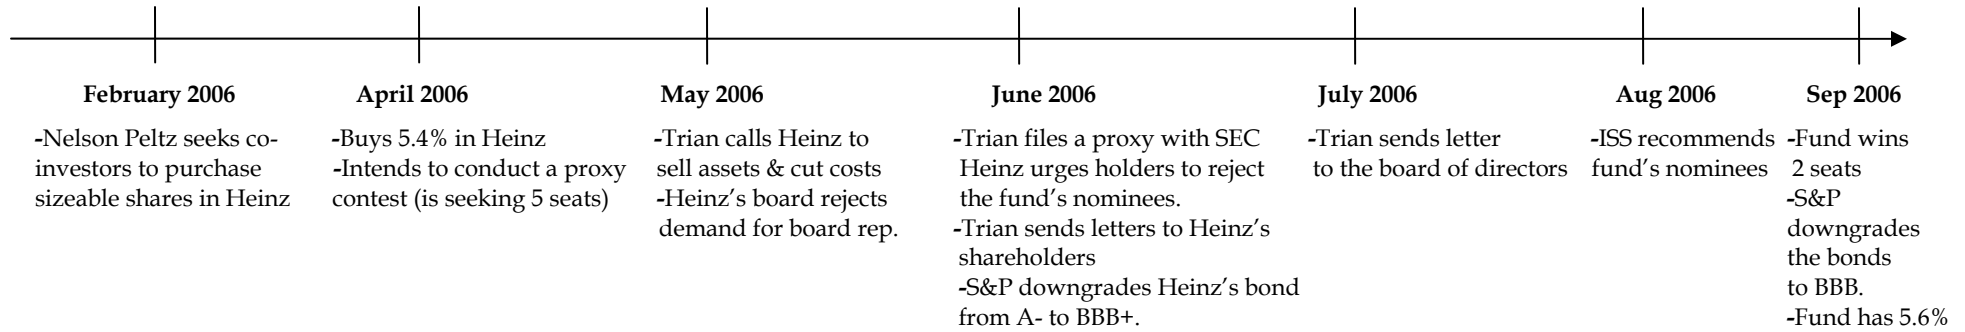 February 2006
-Nelson Peltz seeks co-
investors to purchase
sizeable shares in Heinz
April 2006
-Buys 5.4% in Heinz
-Intends to conduct a proxy
contest (is seeking 5 seats)
May 2006
-Trian calls Heinz to
sell assets & cut costs
-Heinz's board rejects
demand for board rep.
June 2006
-Trian files a proxy with SEC
Heinz urges holders to reject
the fund's nominees.
-Trian sends letters to Heinz's
shareholders
-S&P downgrades Heinz's bond
from A- to BBB+.
July 2006
-Trian sends letter
to the board of directors
Aug 2006
-ISS recommends
fund's nominees
Sep 2006
-Fund wins
2 seats
-S&P
downgrades
the bonds
to BBB.
-Fund has 5.6%